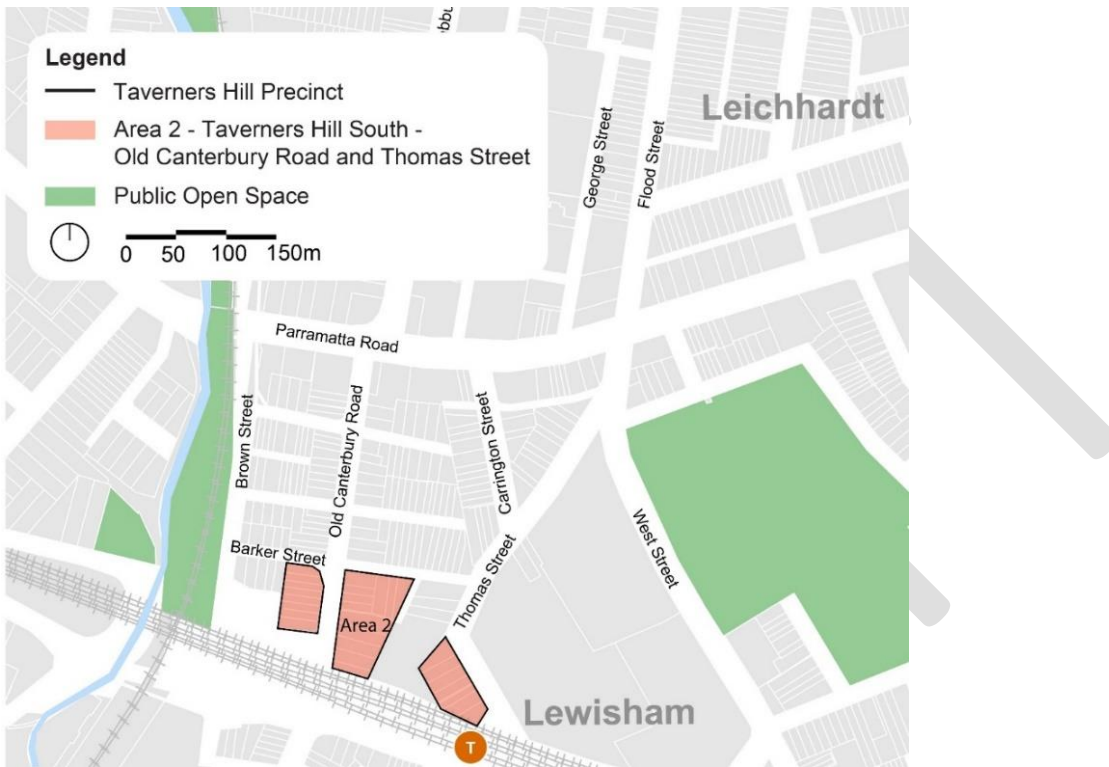 Legend
Taverners Hill Precinct
Area 2 - Taverners Hill South -
Old Canterbury Road and Thomas Street
Public Open Space
0 50 100 150m
Leichhardt
George Street
Flood Street
Parramatta Road
Brown Street
Old Canterbury Road
Carrington Street
Barker Street
Thomas Street
West Street
Area 2
Lewisham
T